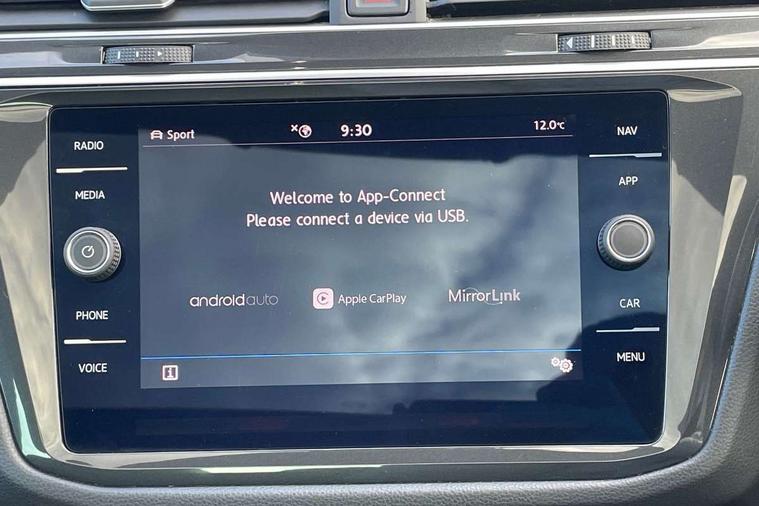 RADIO
MEDIA
PHONE
VOICE
Sport
9:30
12.0°C
Welcome to App-Connect
Please connect a device via USB.
androidauto
Apple CarPlay
MirrorLink
NAV
APP
CAR
MENU